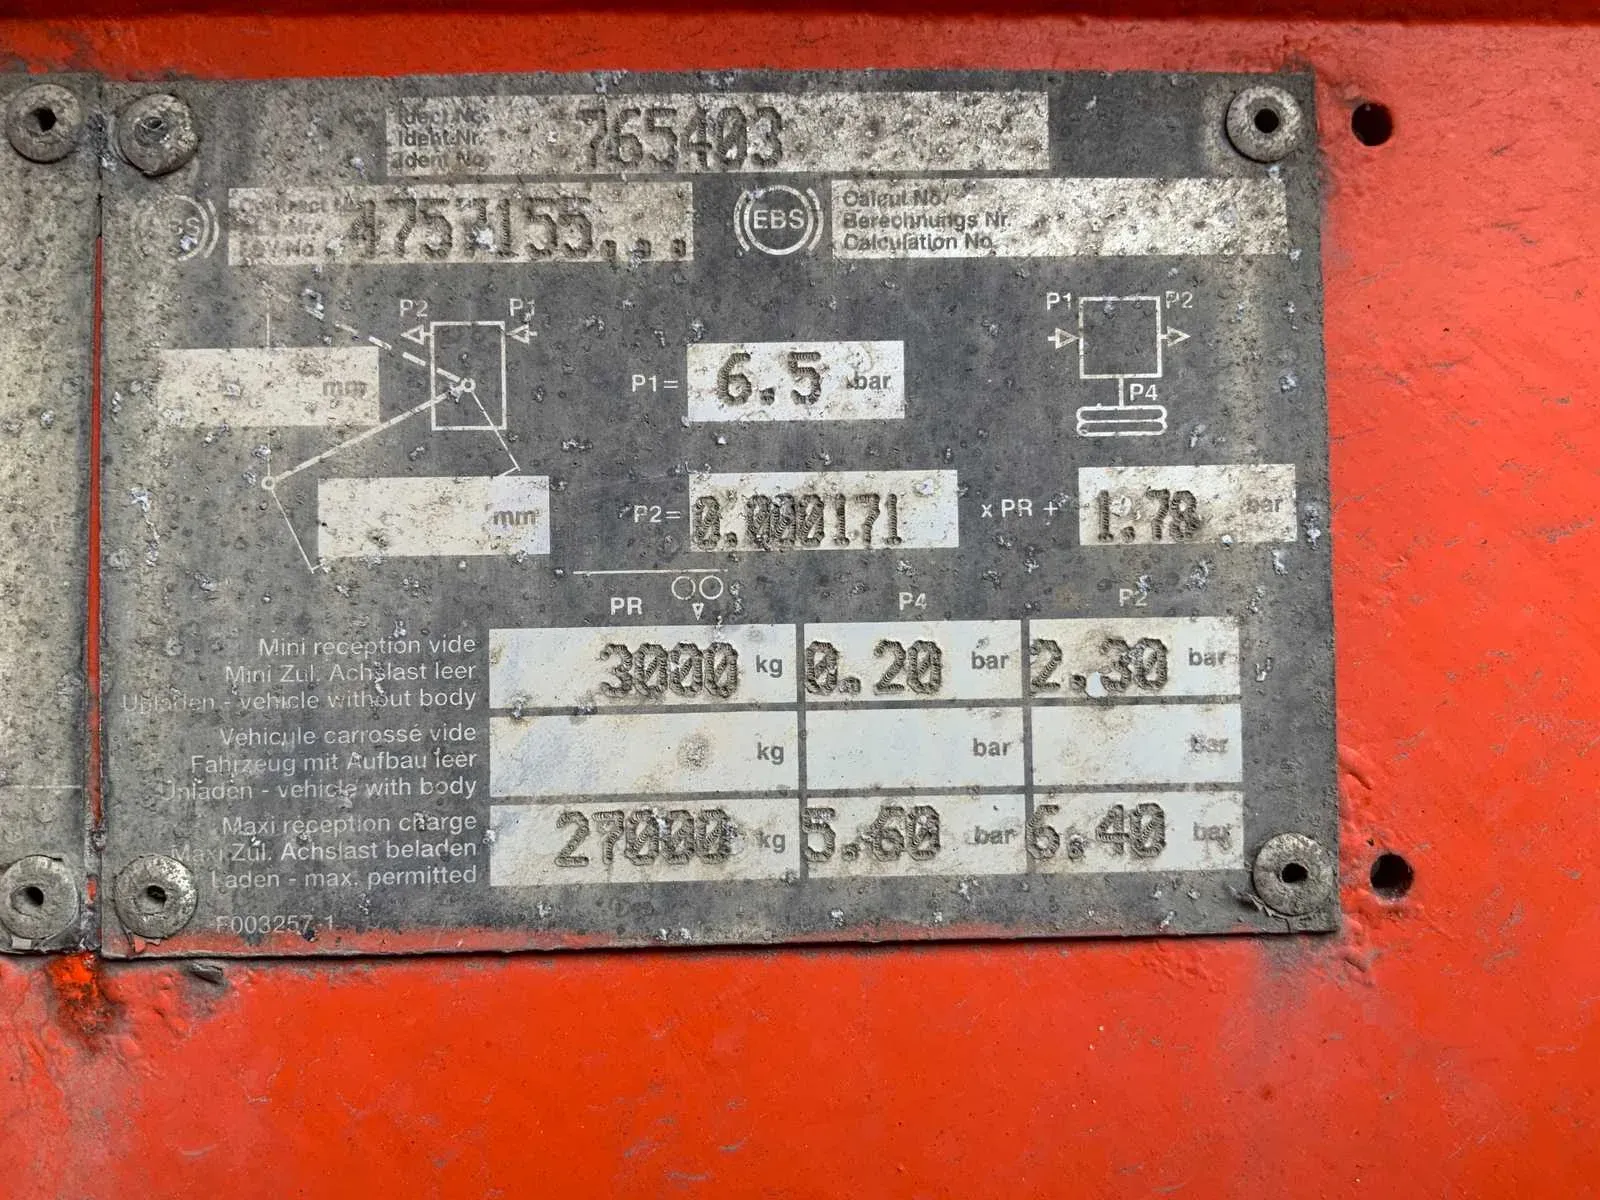 Ident No.
Ident.Nr.
Ident No
765403
4757155...
EBS
Calcul No.
Berechnungs Nr.
Calculation No.
P2 P1
P1 P2
mm
P1= 6.5 bar
P4
mm
P2= 0.000171 x PR + 1.78 bar
PR P4 P2
Mini reception vide
Mini Zul. Achslast leer
Unladen - vehicle without body
3000 kg 0.20 bar 2.30 bar
Véhicule carrossé vide
Fahrzeug mit Aufbau leer
Unladen - vehicle with body
kg bar bar
Maxi reception charge
Maxi Zul. Achslast beladen
Laden - max. permitted
27000 kg 5.60 bar 6.40 bar
F003257-1